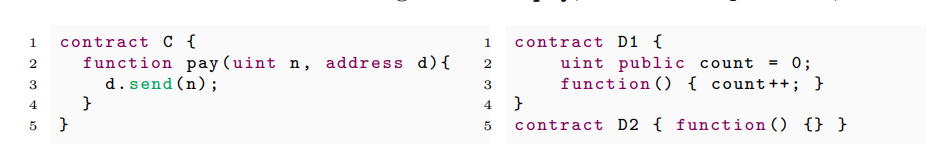 1 contract C {
2   function pay(uint n, address d){
3     d.send(n);
4   }
5 }
1 contract D1 {
2     uint public count = 0;
3     function() { count++; }
4 }
5 contract D2 { function() {} }